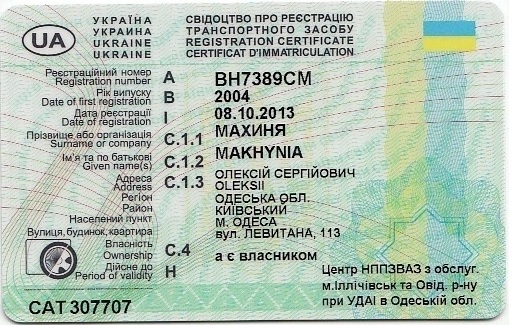 UA
УКРАЇНА
УКРАИНА
UKRAINE
UKRAINE
СВІДОЦТВО ПРО РЕЄСТРАЦІЮ
ТРАНСПОРТНОГО ЗАСОБУ
REGISTRATION CERTIFICATE
CERTIFICAT D'IMMATRICULATION
Реєстраційний номер
Registration number
A
BH7389CM
Рік випуску
Date of first registration
B
2004
Дата реєстрації
Date of registration
I
08.10.2013
Прізвище або організація
Surname or company
C.1.1
МАХИНЯ
MAKHYNIA
Ім'я та по батькові
Given name(s)
C.1.2
ОЛЕКСІЙ СЕРГІЙОВИЧ
OLEKSII
Адреса
Address
C.1.3
Регіон
ОДЕСЬКА ОБЛ.
Район
КИЇВСЬКИЙ
Населений пункт
М. ОДЕСА
Вулиця, будинок, квартира
вул. ЛЕВИТАНА, 113
Власність
Ownership
C.4
а є власником
Дійсне до
Period of validity
H
Центр НППЗВАЗ з обслуг.
м.Іллічівськ та Овід. р-ну
при УДАІ в Одеській обл.
САТ 307707